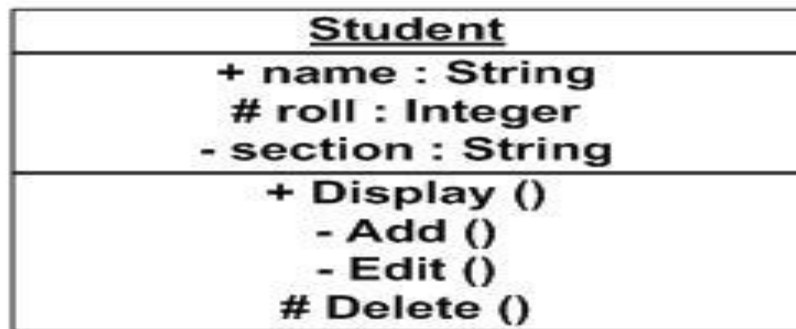 Student
+ name : String
# roll : Integer
- section : String
+ Display ()
- Add ()
- Edit ()
# Delete ()